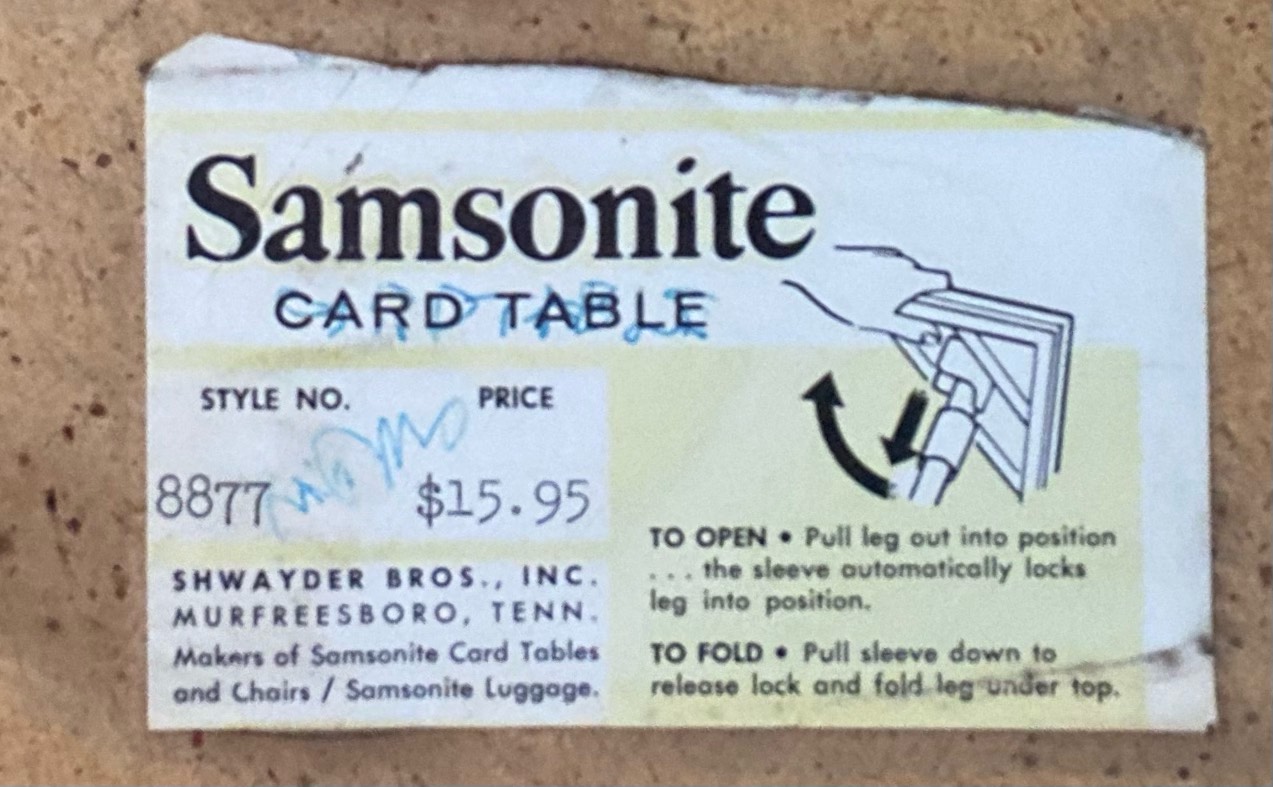 Samsonite
CARD TABLE
STYLE NO. PRICE
8877 $15.95
SHWAYDER BROS., INC.
MURFREESBORO, TENN.
Makers of Samsonite Card Tables
and Chairs / Samsonite Luggage.
TO OPEN • Pull leg out into position
... the sleeve automatically locks
leg into position.
TO FOLD • Pull sleeve down to
release lock and fold leg under top.